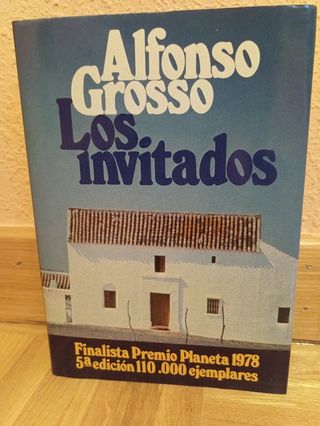 Alfonso
Grosso
Los
invitados
Finalista Premio Planeta 1978
5ª edición 110.000 ejemplares